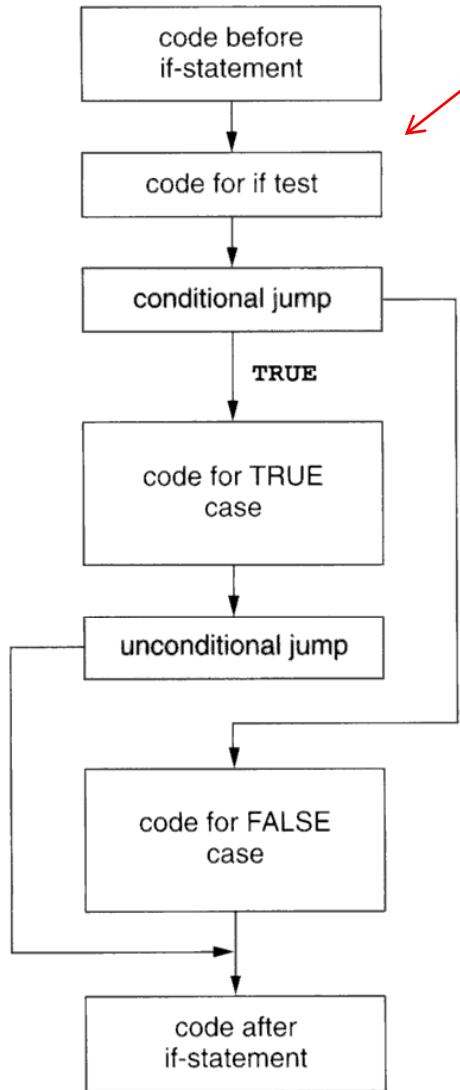 code before
if-statement
code for if test
conditional jump
TRUE
code for TRUE
case
unconditional jump
code for FALSE
case
code after
if-statement